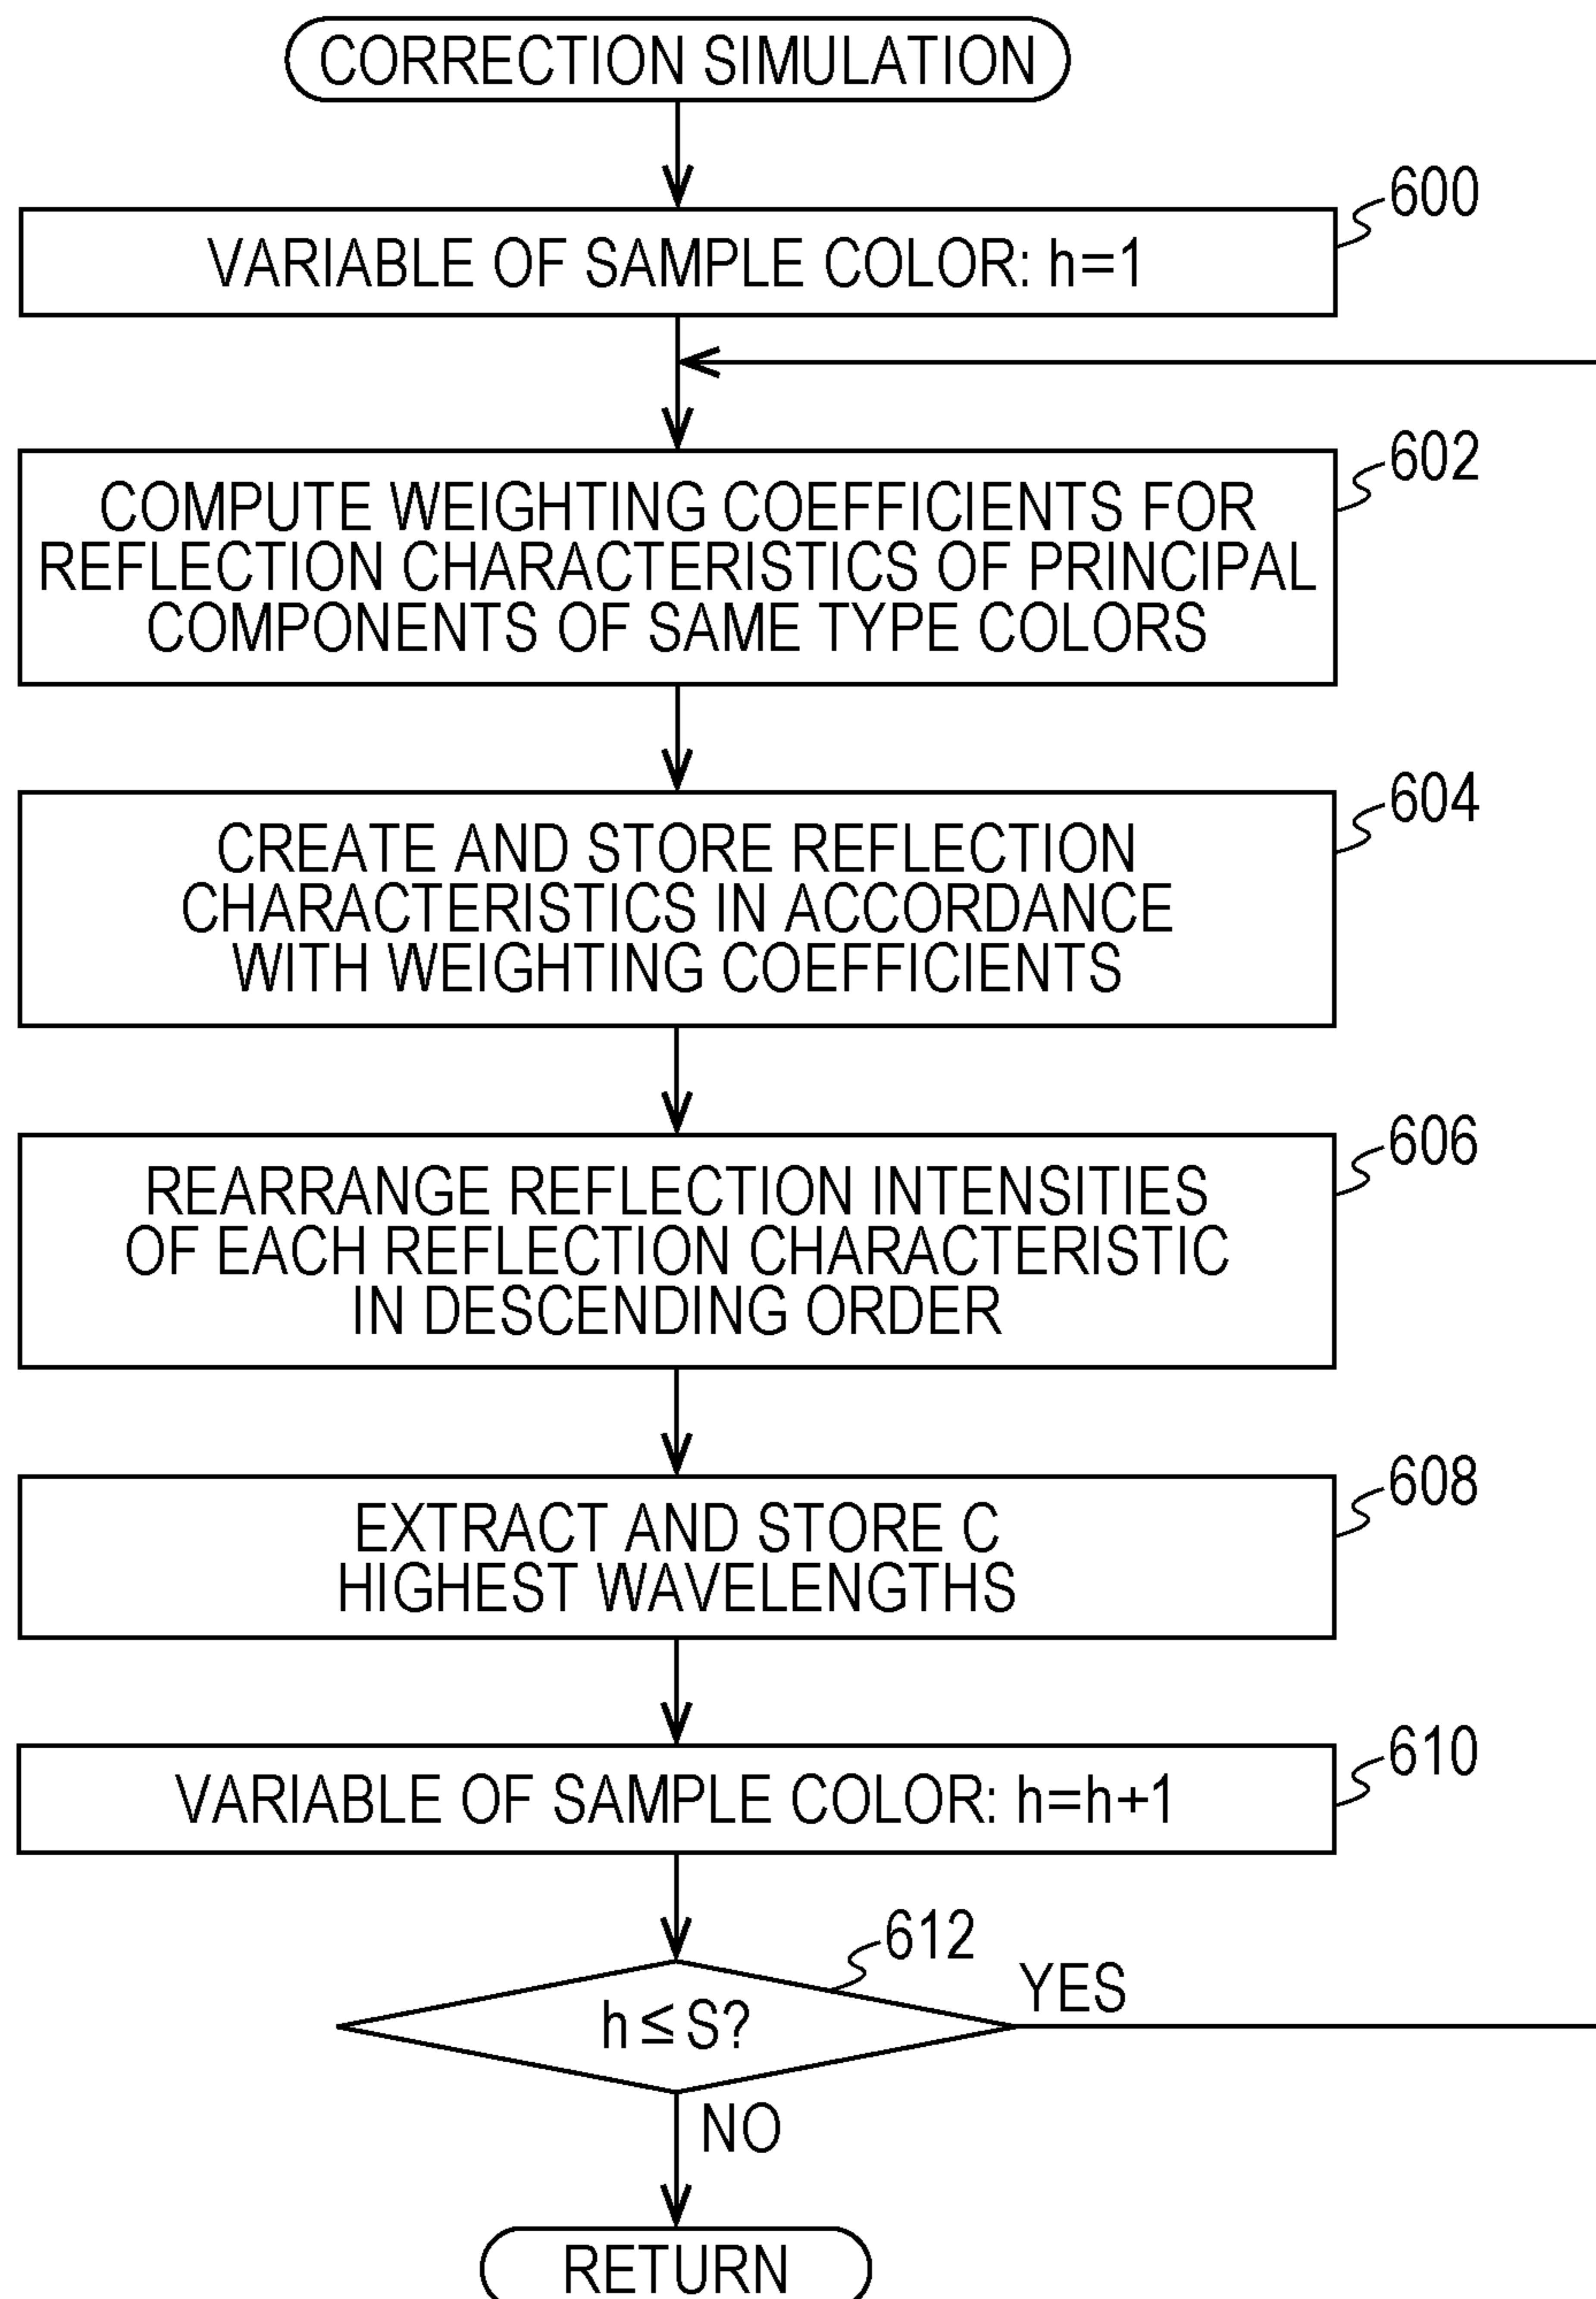 CORRECTION SIMULATION
600
VARIABLE OF SAMPLE COLOR: h=1
602
COMPUTE WEIGHTING COEFFICIENTS FOR
REFLECTION CHARACTERISTICS OF PRINCIPAL
COMPONENTS OF SAME TYPE COLORS
604
CREATE AND STORE REFLECTION
CHARACTERISTICS IN ACCORDANCE
WITH WEIGHTING COEFFICIENTS
606
REARRANGE REFLECTION INTENSITIES
OF EACH REFLECTION CHARACTERISTIC
IN DESCENDING ORDER
608
EXTRACT AND STORE C
HIGHEST WAVELENGTHS
610
VARIABLE OF SAMPLE COLOR: h=h+1
612
YES
h≤S?
NO
RETURN